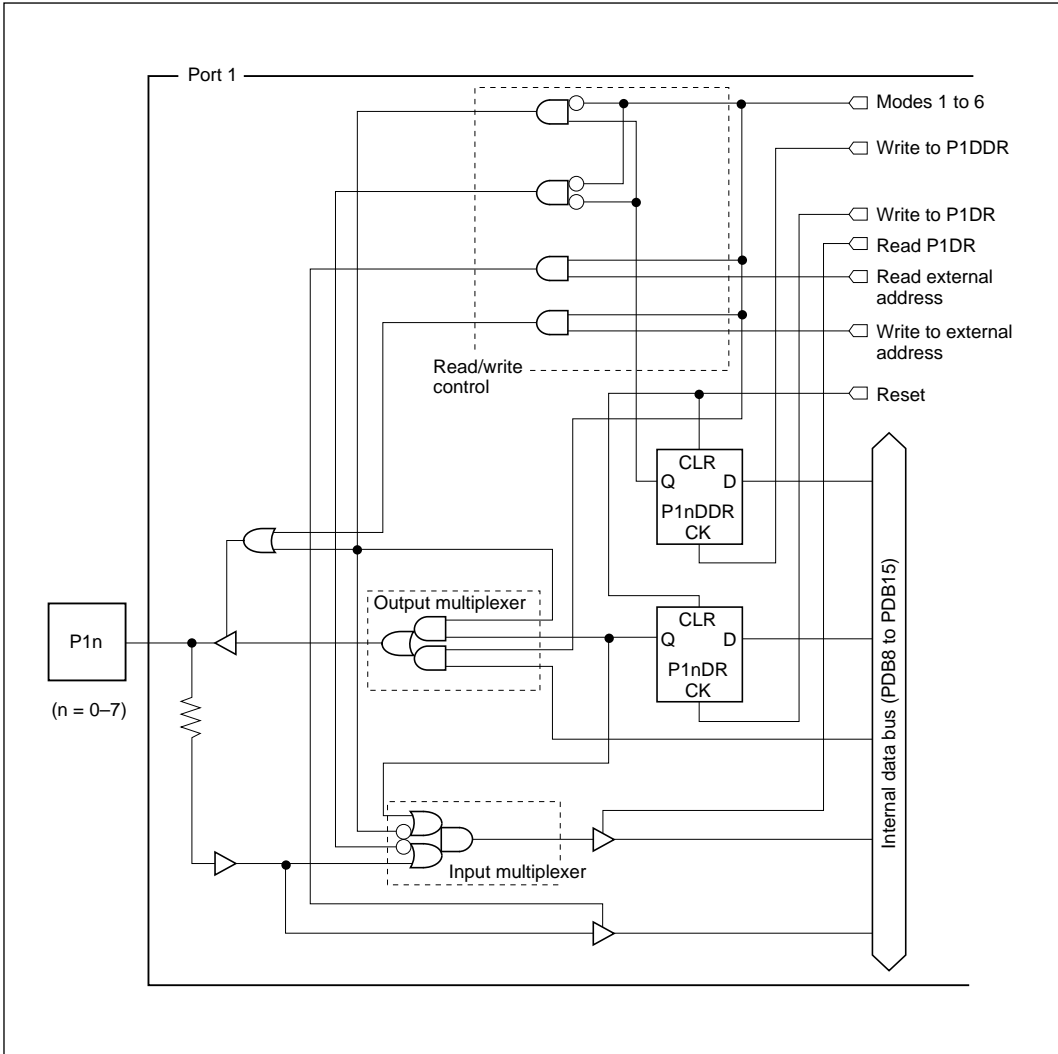 Port 1
Modes 1 to 6
Write to P1DDR
Write to P1DR
Read P1DR
Read external
address
Write to external
address
Read/write
control
Reset
CLR
Q D
P1nDDR
CK
Output multiplexer
CLR
Q D
P1nDR
CK
P1n
(n = 0–7)
Internal data bus (PDB8 to PDB15)
Input multiplexer